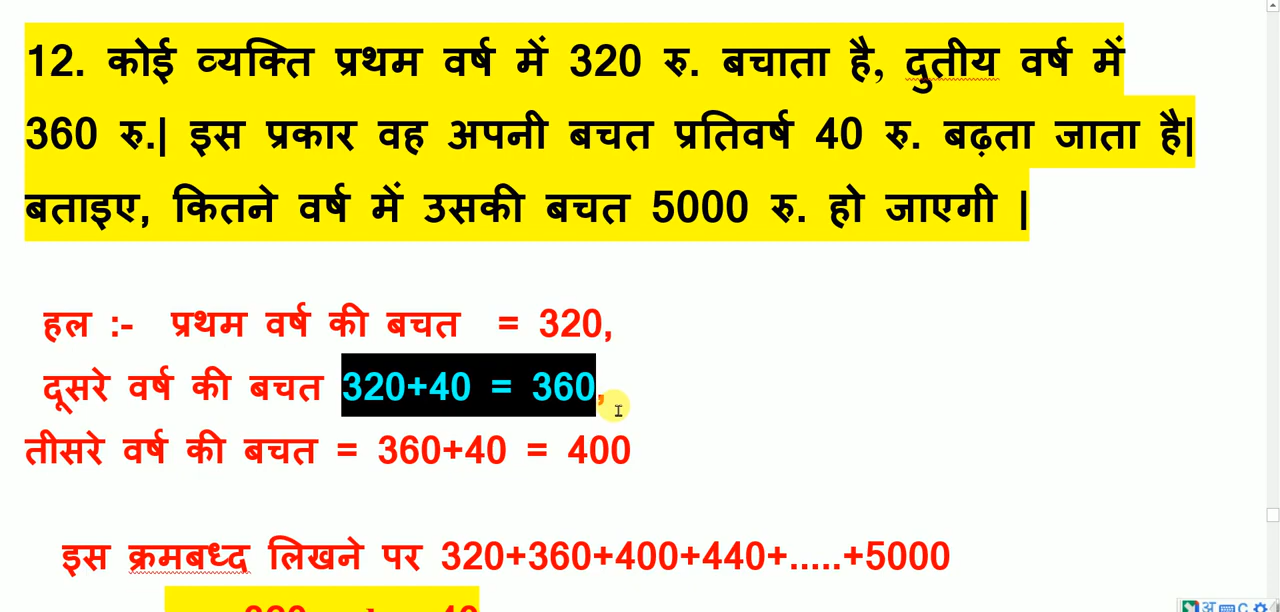 12. कोई व्यक्ति प्रथम वर्ष में 320 रु. बचाता है, दुतीय वर्ष में
360 रु.| इस प्रकार वह अपनी बचत प्रतिवर्ष 40 रु. बढ़ता जाता है|
बताइए, कितने वर्ष में उसकी बचत 5000 रु. हो जाएगी |
हल :- प्रथम वर्ष की बचत = 320,
दूसरे वर्ष की बचत 320+40 = 360,
तीसरे वर्ष की बचत = 360+40 = 400
इस क्रमबध्द लिखने पर 320+360+400+440+.....+5000